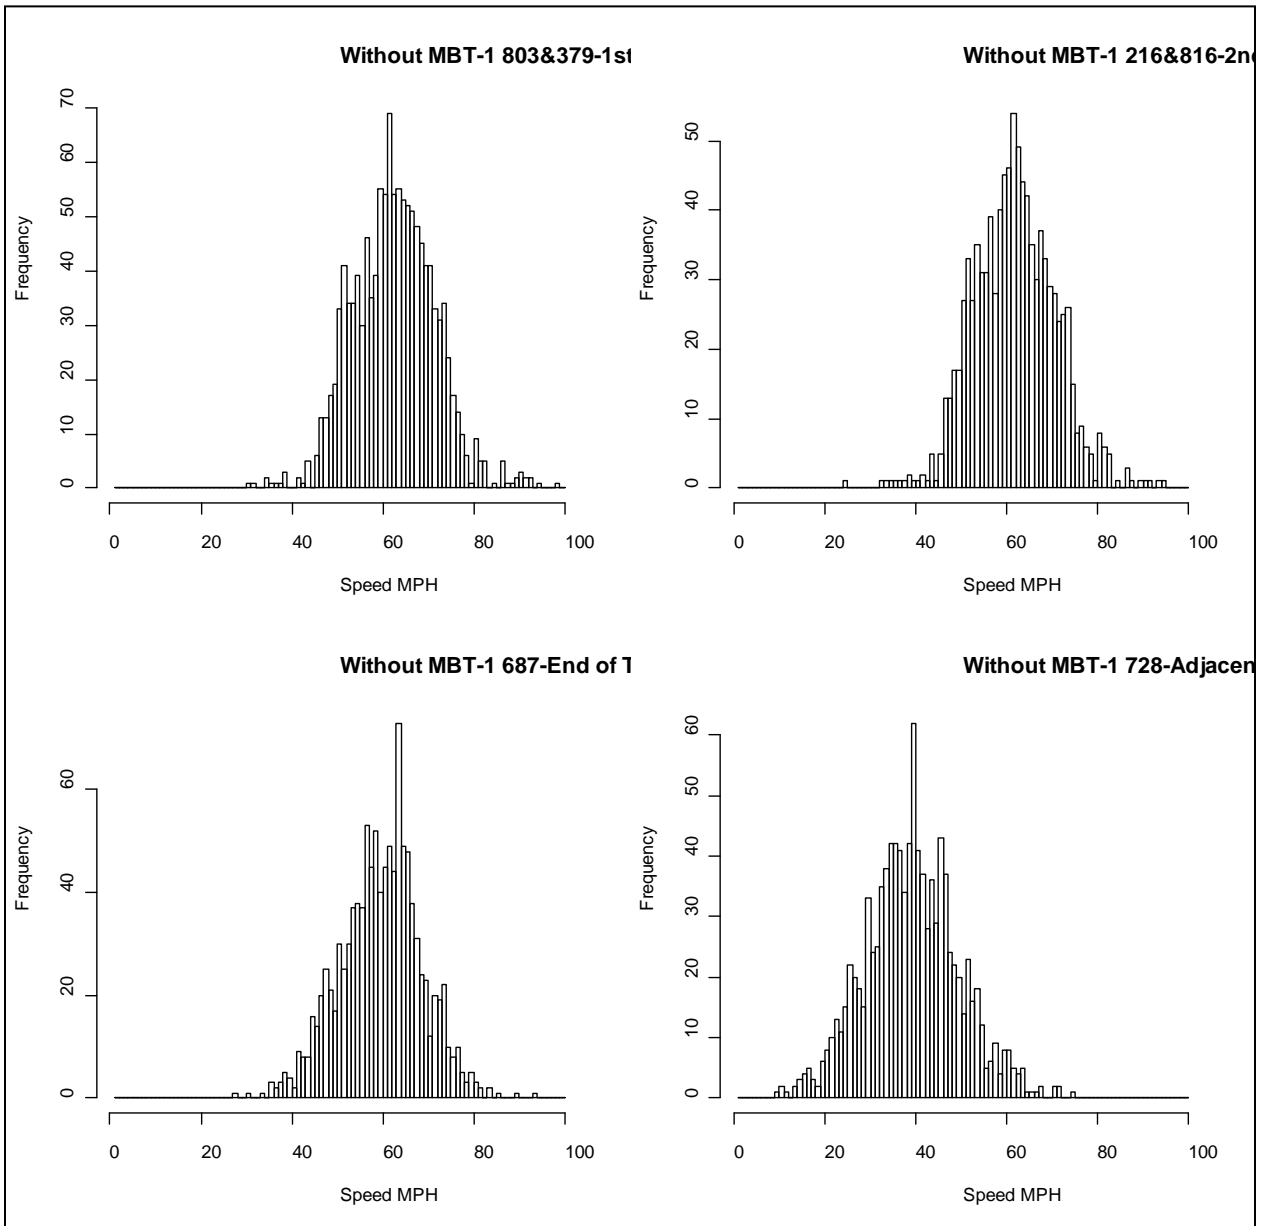 Without MBT-1 803&379-1st
Frequency
0 10 20 30 40 50 60 70
0 20 40 60 80 100
Speed MPH
Without MBT-1 216&816-2n
Frequency
0 10 20 30 40 50
0 20 40 60 80 100
Speed MPH
Without MBT-1 687-End of T
Frequency
0 20 40 60
0 20 40 60 80 100
Speed MPH
Without MBT-1 728-Adjacen
Frequency
0 10 20 30 40 50 60
0 20 40 60 80 100
Speed MPH